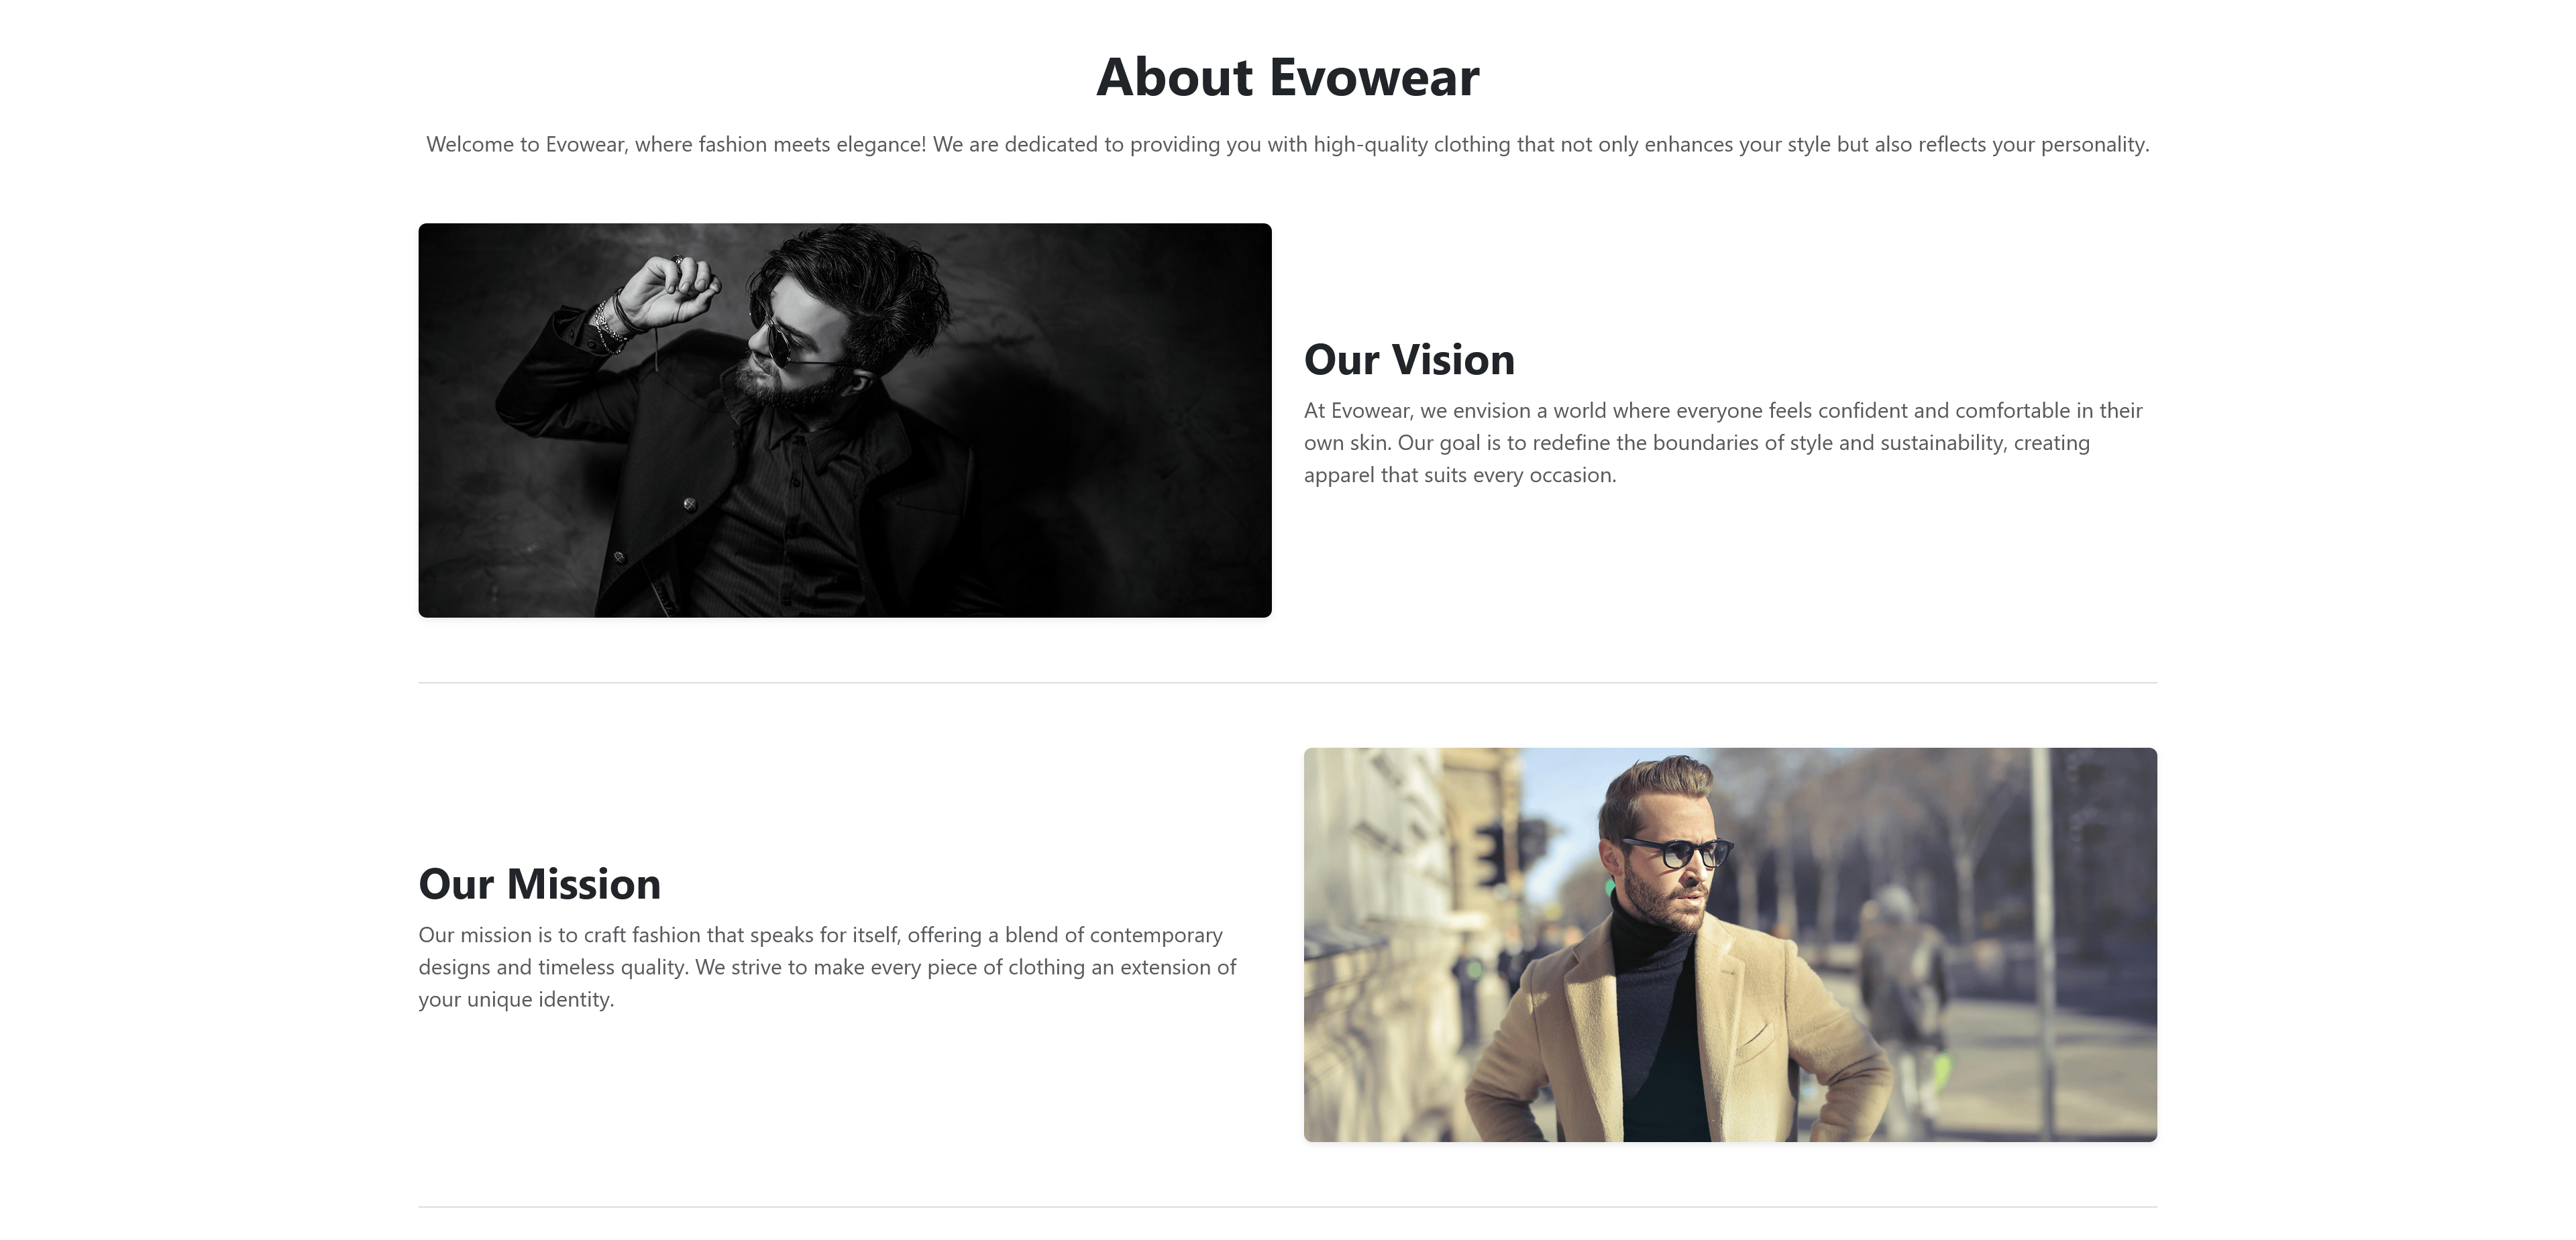 About Evowear
Welcome to Evowear, where fashion meets elegance! We are dedicated to providing you with high-quality clothing that not only enhances your style but also reflects your personality.
Our Vision
At Evowear, we envision a world where everyone feels confident and comfortable in their
own skin. Our goal is to redefine the boundaries of style and sustainability, creating
apparel that suits every occasion.
Our Mission
Our mission is to craft fashion that speaks for itself, offering a blend of contemporary
designs and timeless quality. We strive to make every piece of clothing an extension of
your unique identity.